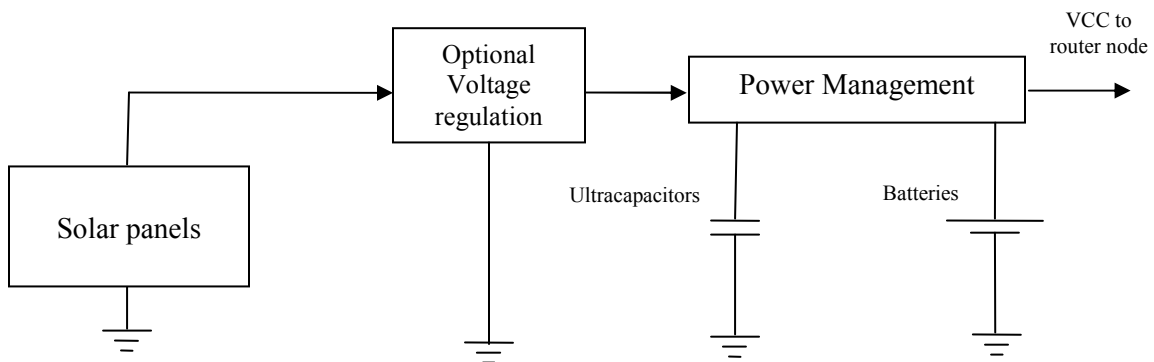 VCC to
router node
Optional
Voltage
regulation
Power Management
Ultracapacitors
Batteries
Solar panels